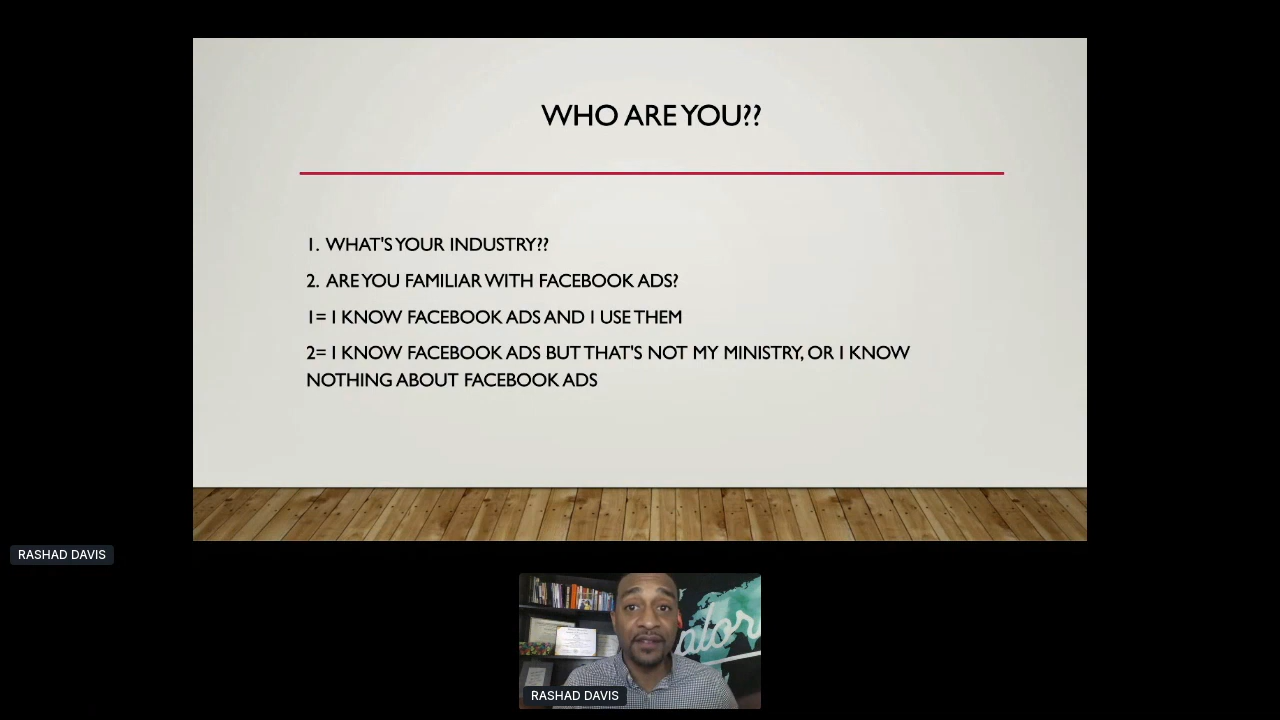 WHO ARE YOU??
1. WHAT'S YOUR INDUSTRY??
2. ARE YOU FAMILIAR WITH FACEBOOK ADS?
1= I KNOW FACEBOOK ADS AND I USE THEM
2= I KNOW FACEBOOK ADS BUT THAT'S NOT MY MINISTRY, OR I KNOW
NOTHING ABOUT FACEBOOK ADS
RASHAD DAVIS
RASHAD DAVIS